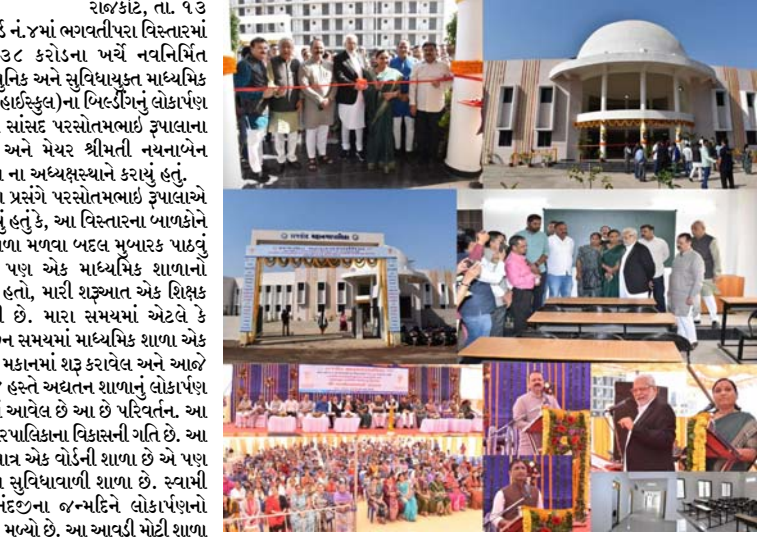 રાજકોટ, તા. ૧૩
નં.૪માં ભગવતીપરા વિસ્તારમાં
૩૮ કરોડના ખર્ચે નવનિર્મિત
અને સુવિધાયુક્ત માધ્યમિક
હાઈસ્કુલ)ના બિલ્ડીંગનું લોકાર્પણ
સાંસદ પરસોતમભાઇ રૂપાલાના
અને મેયર શ્રીમતી નયનાબેન
ના અધ્યક્ષસ્થાને કરાયું હતું.
પ્રસંગે પરસોતમભાઇ રૂપાલાએ
હતું કે, આ વિસ્તારના બાળકોને
મળવા બદલ મુબારક પાઠવું
પણ એક માધ્યમિક શાળાનો
હતો, મારી શરૂઆત એક શિક્ષક
છે. મારા સમયમાં એટલે કે
સમયમાં માધ્યમિક શાળા એક
મકાનમાં શરૂ કરાવેલ અને આજે
હસ્તે અદ્યતન શાળાનું લોકાર્પણ
આવેલ છે આ છે પરિવર્તન. આ
વિકાસની ગતિ છે. આ
એક વોર્ડની શાળા છે એ પણ
સુવિધાવાળી શાળા છે. સ્વામી
જન્મદિને લોકાર્પણનો
મળ્યો છે. આ આવડી મોટી શાળા